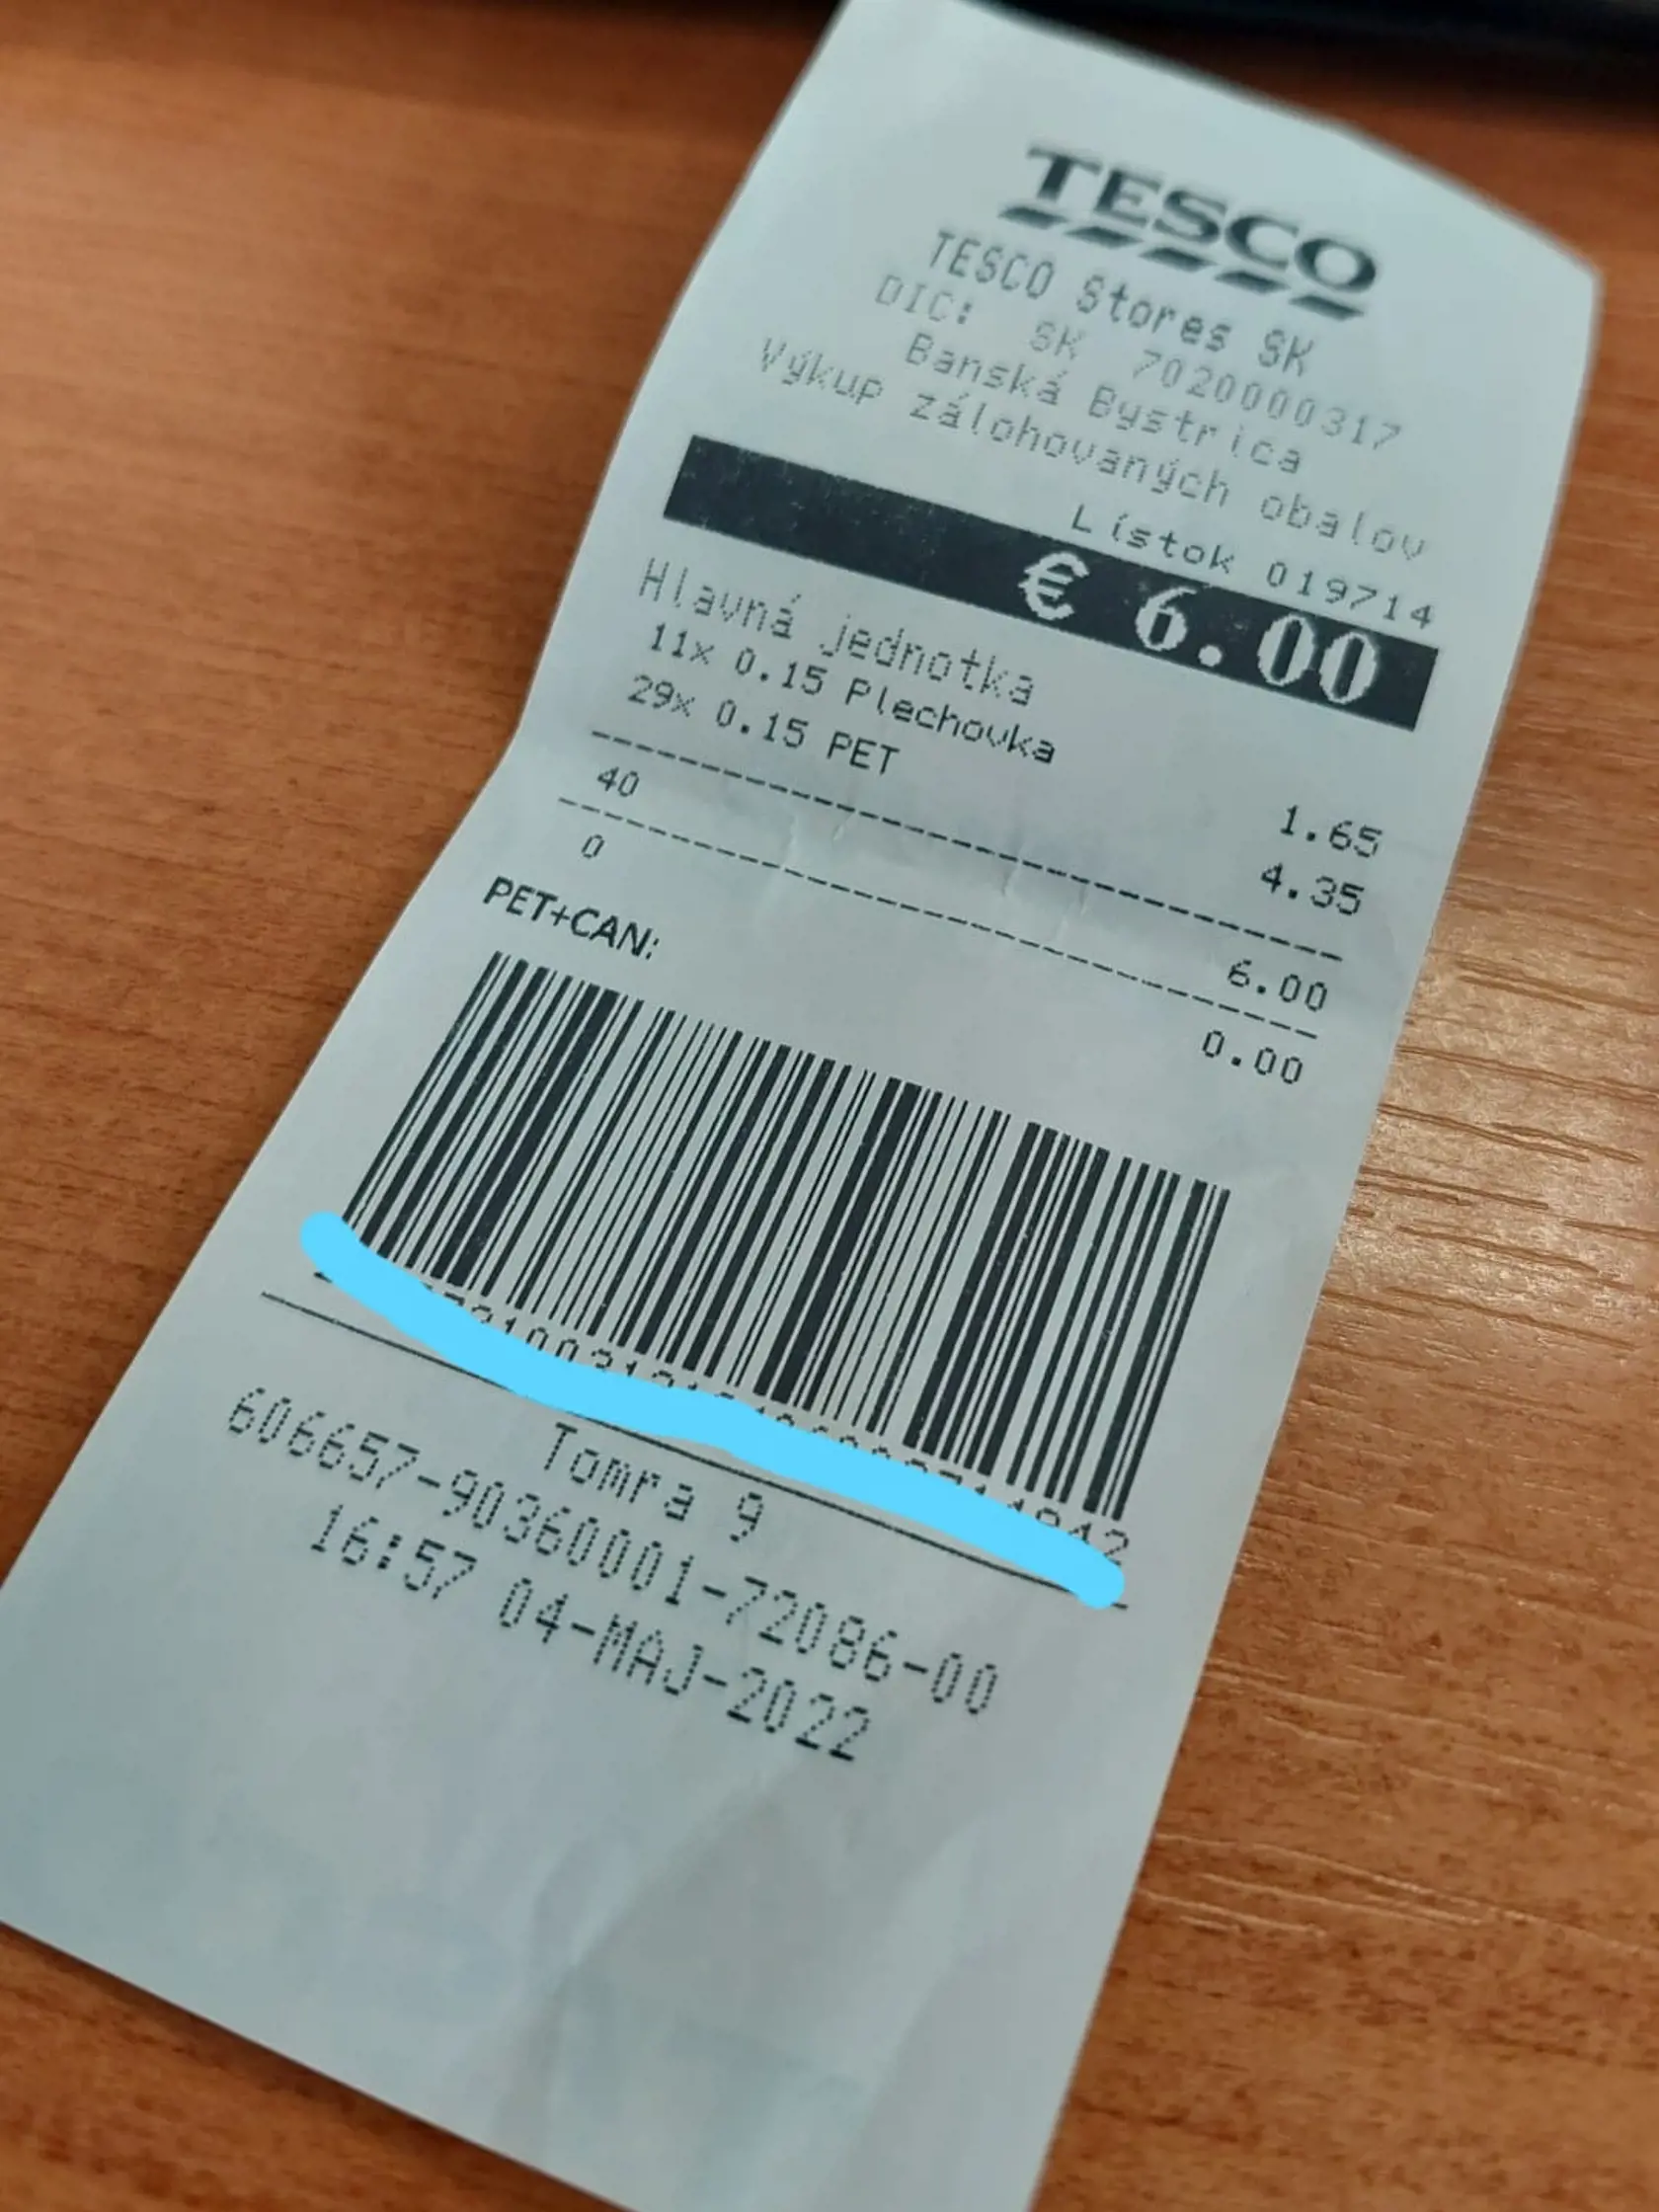 TESCO
TESCO Stores SK
DIC: SK 7020000317
Banská Bystrica
Výkup zálohovaných obalov
Lístok 019714
€ 6.00
Hlavná jednotka
11x 0.15 Plechovka 1.65
29x 0.15 PET 4.35
40 6.00
0 0.00
PET+CAN:
Tomra 9
606657-90360001-72086-00
16:57 04-MAJ-2022